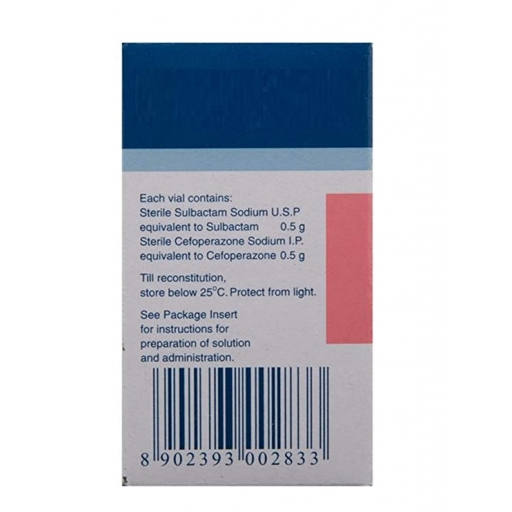 Each vial contains:
Sterile Sulbactam Sodium U.S.P
equivalent to Sulbactam 0.5 g
Sterile Cefoperazone Sodium I.P.
equivalent to Cefoperazone 0.5 g
Till reconstitution,
store below 25°C. Protect from light.
See Package Insert
for instructions for
preparation of solution
and administration.
8 902393 002833